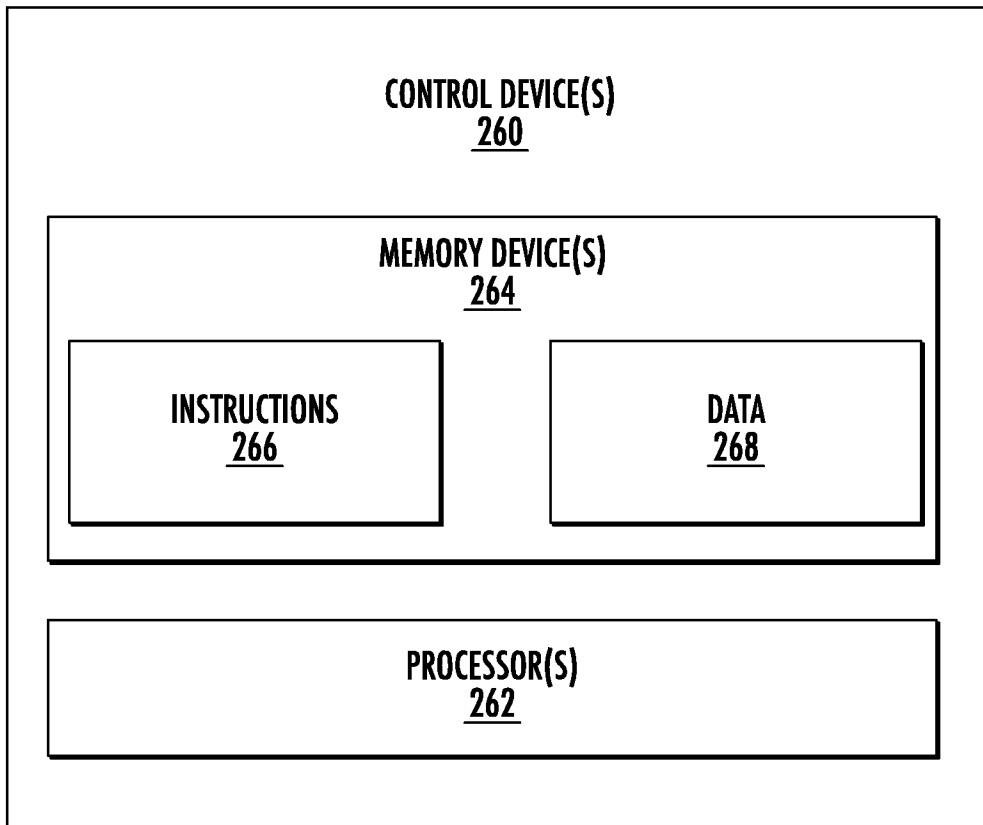 CONTROL DEVICE(S)
260
MEMORY DEVICE(S)
264
INSTRUCTIONS
266
DATA
268
PROCESSOR(S)
262